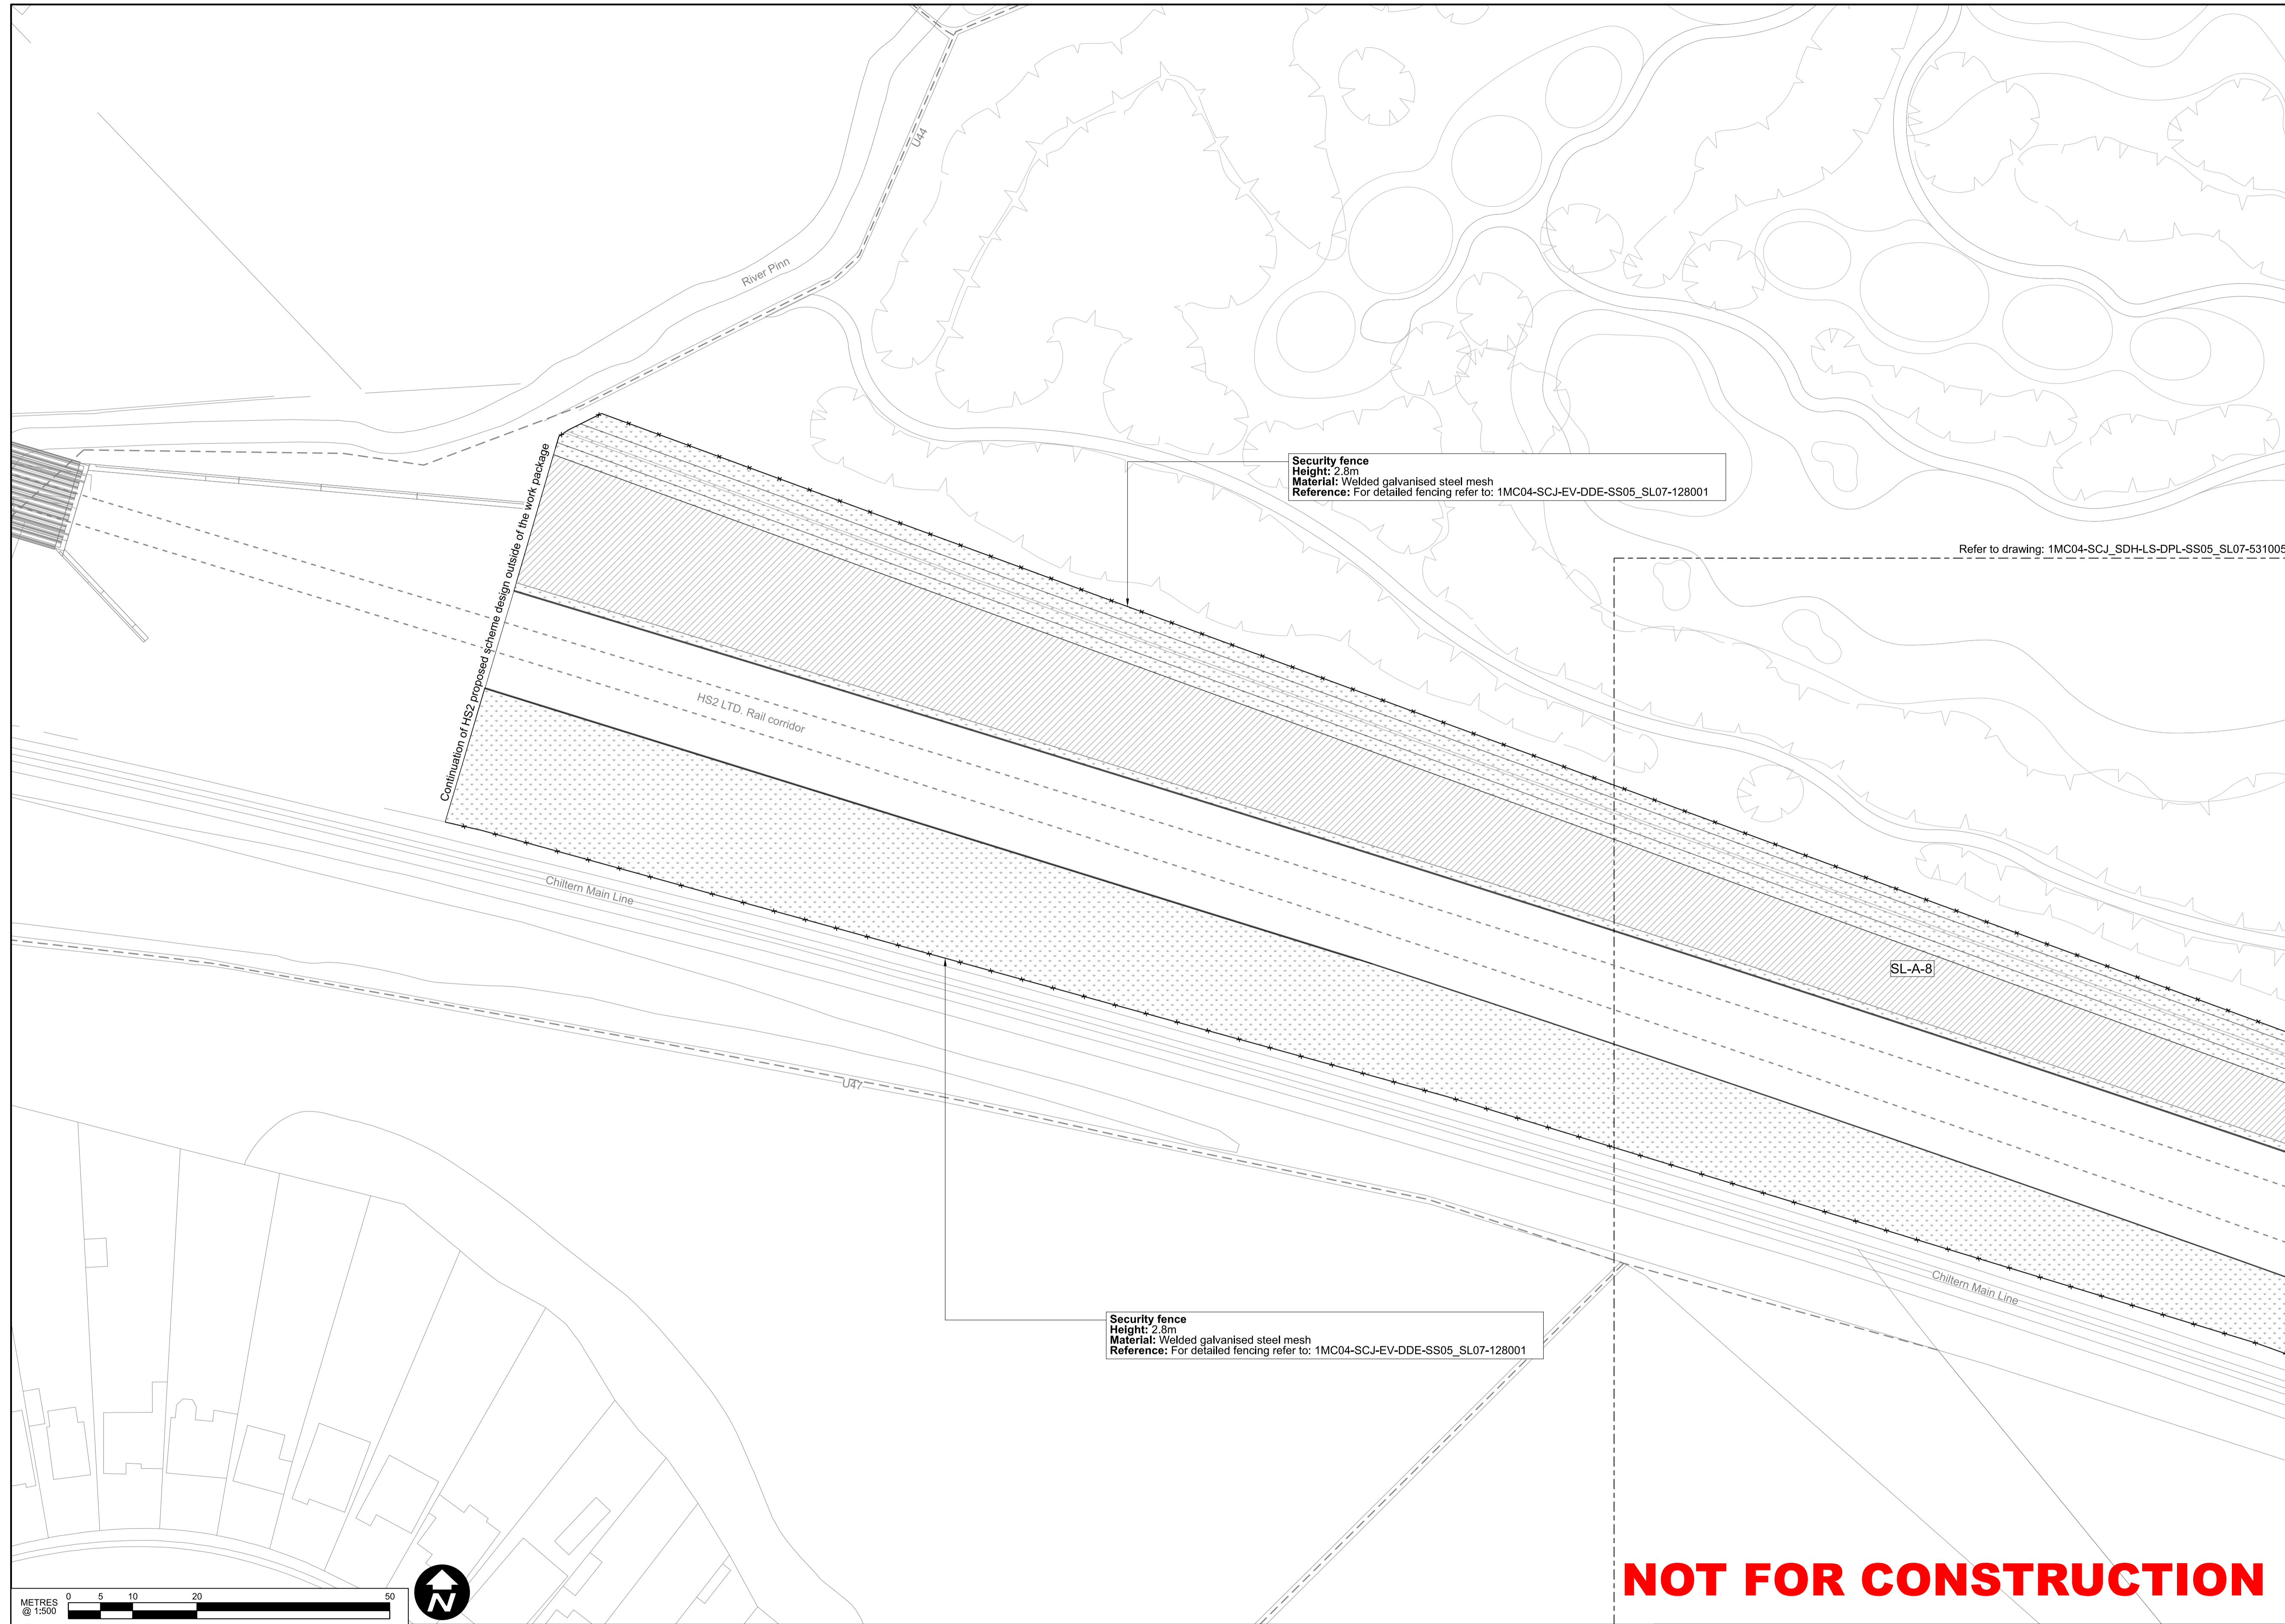 U44
River Pinn
Security fence
Height: 2.8m
Material: Welded galvanised steel mesh
Reference: For detailed fencing refer to: 1MC04-SCJ-EV-DDE-SS05_SL07-128001
Refer to drawing: 1MC04-SCJ_SDH-LS-DPL-SS05_SL07-531005
Continuation of HS2 proposed scheme design outside of the work package
HS2 LTD. Rail corridor
Chiltern Main Line
SL-A-8
U47
Chiltern Main Line
Security fence
Height: 2.8m
Material: Welded galvanised steel mesh
Reference: For detailed fencing refer to: 1MC04-SCJ-EV-DDE-SS05_SL07-128001
NOT FOR CONSTRUCTION
METRES
@ 1:500
0 5 10 20 50
N